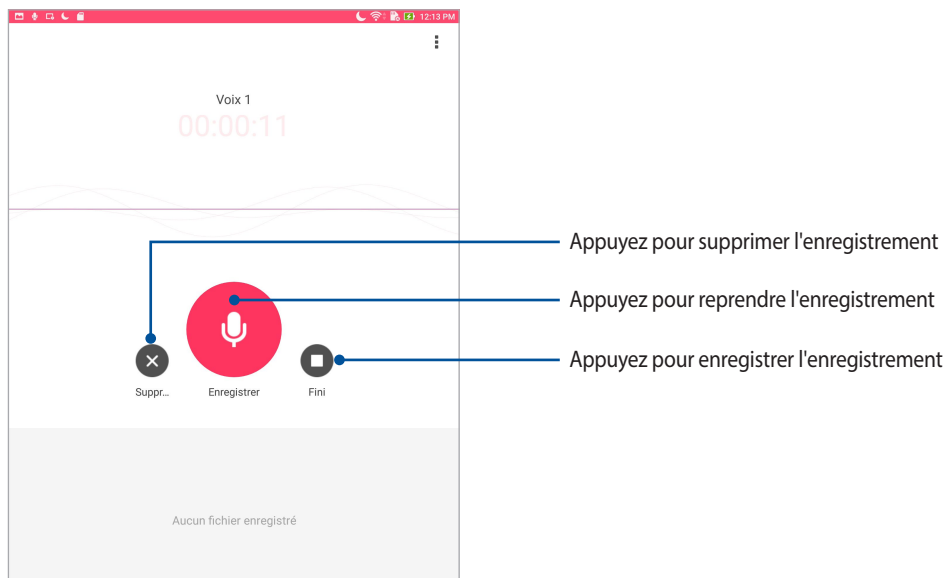 12:13 PM
Voix 1
00:00:11
Appuyez pour supprimer l'enregistrement
Appuyez pour reprendre l'enregistrement
Appuyez pour enregistrer l'enregistrement
Suppr...
Enregistrer
Fini
Aucun fichier enregistré